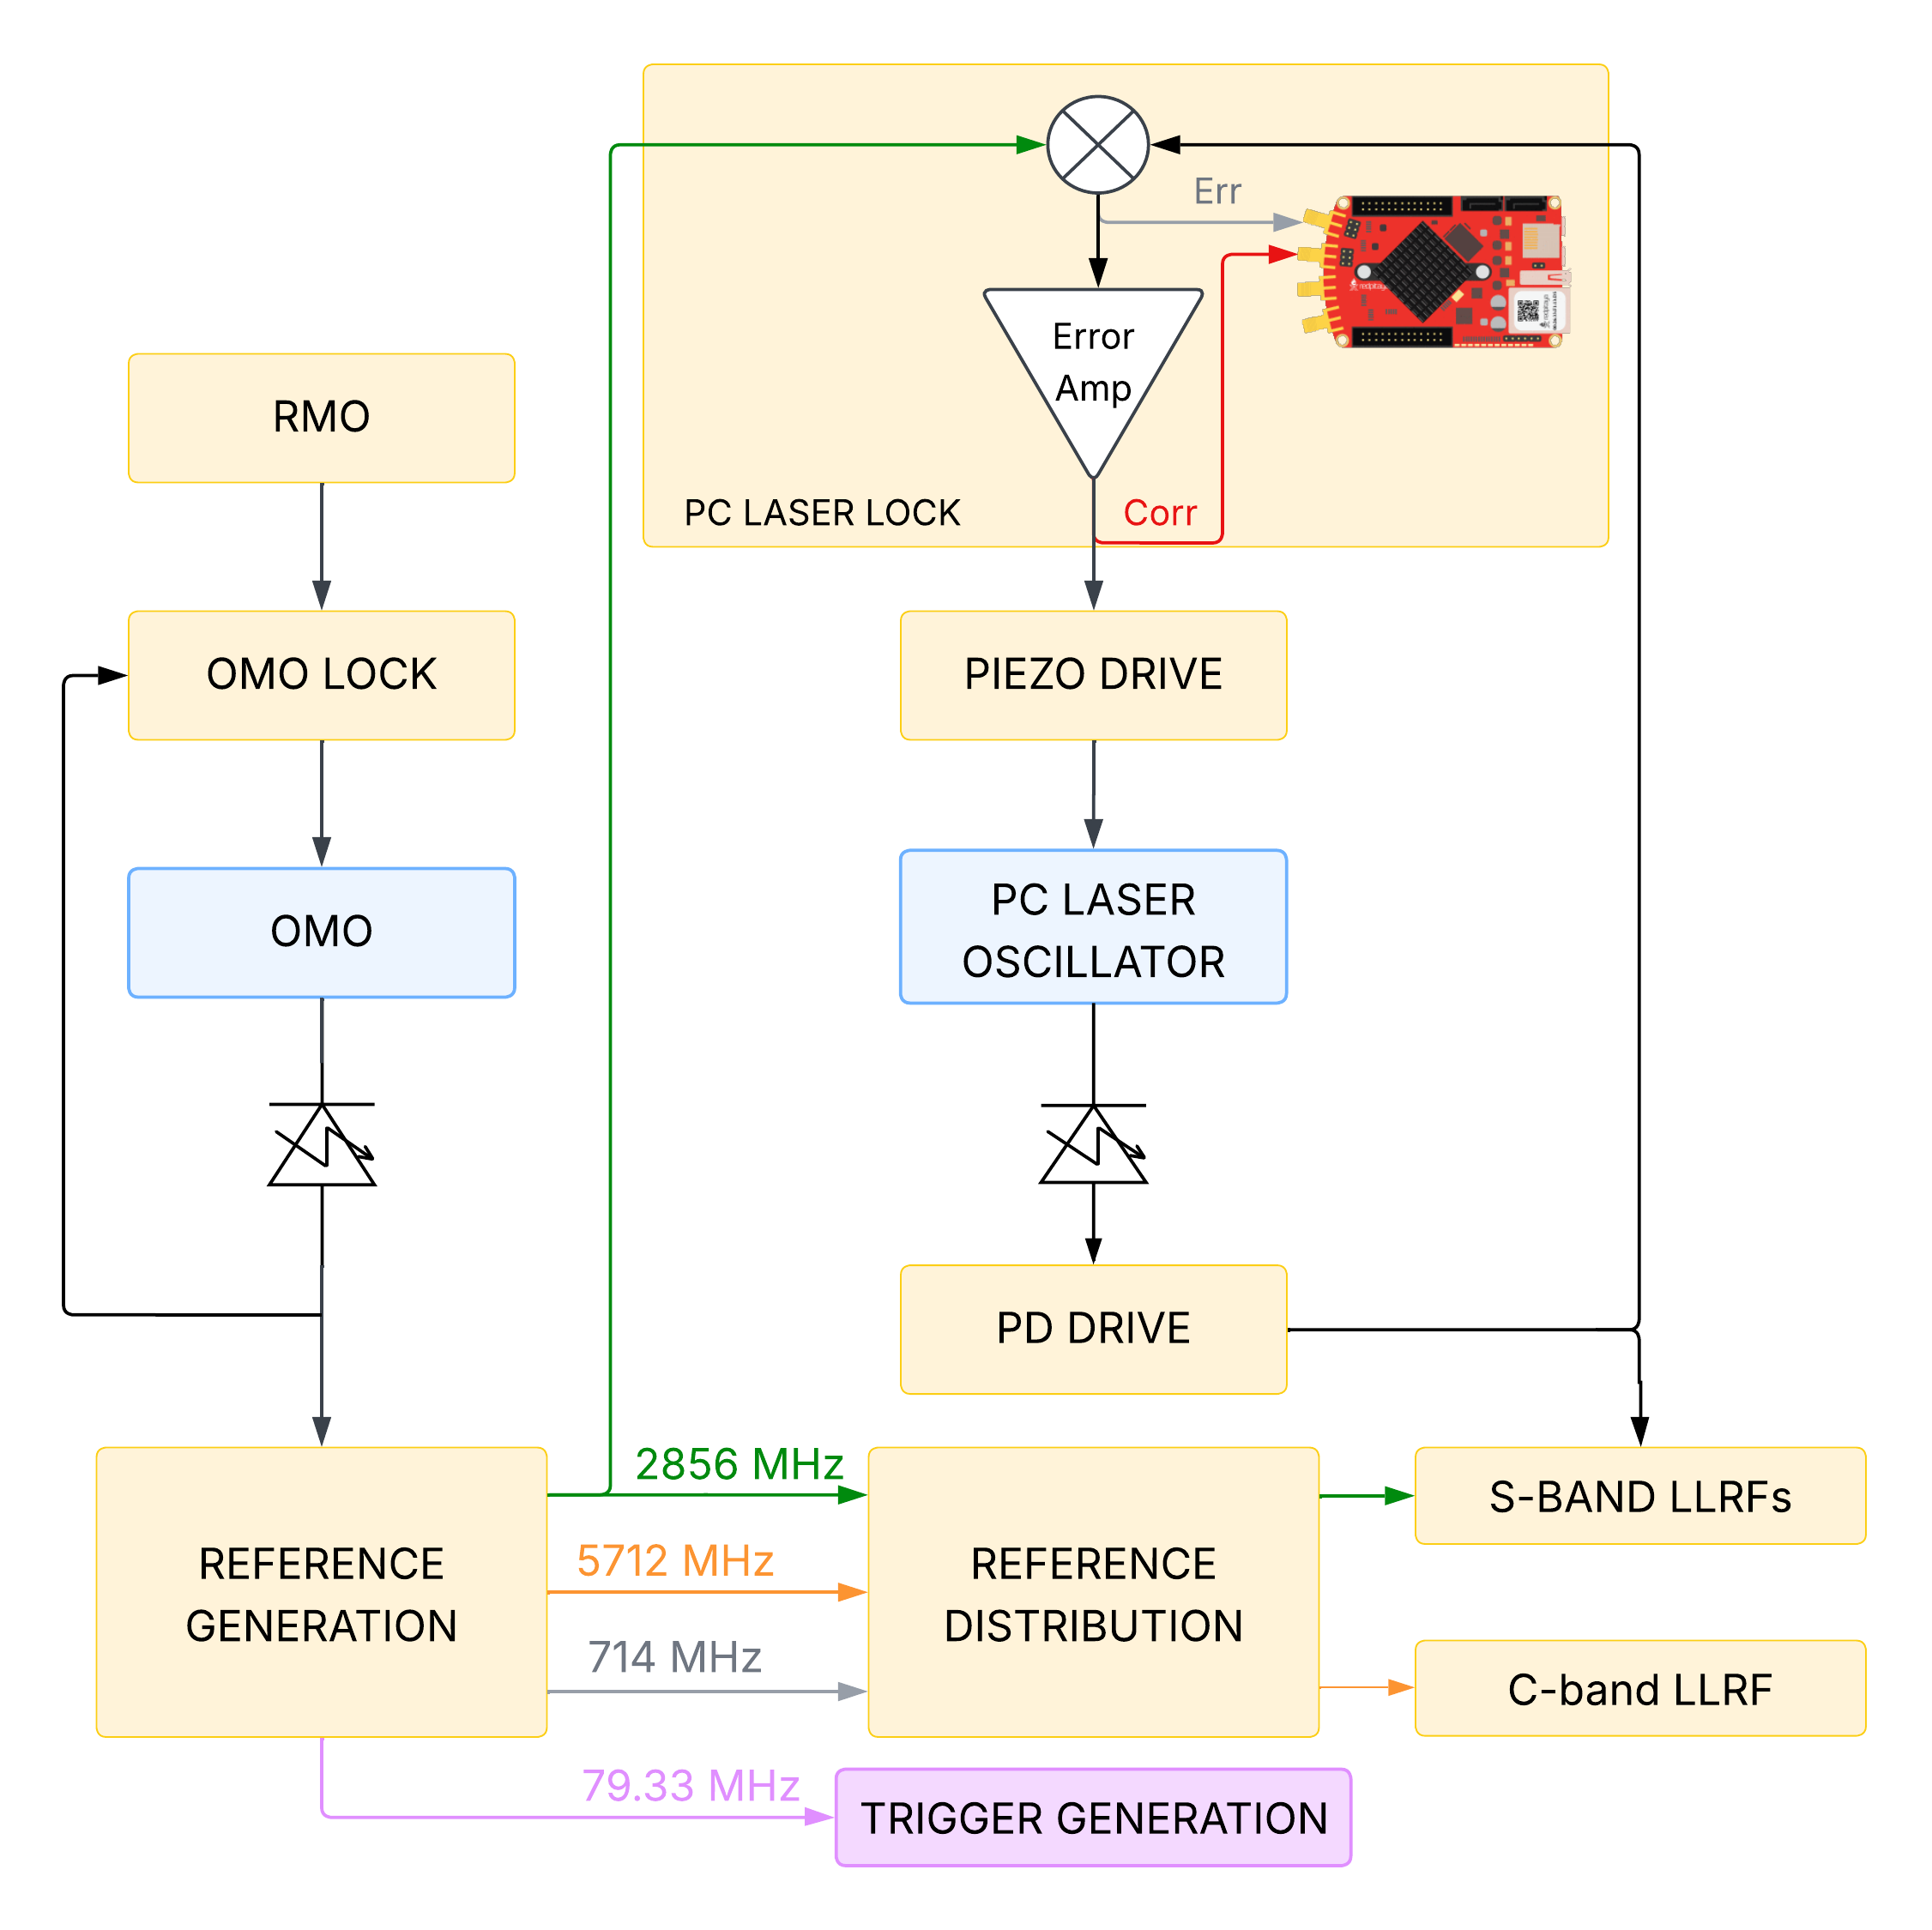 Err
Error
Amp
RMO
PC LASER LOCK
Corr
OMO LOCK
PIEZO DRIVE
OMO
PC LASER
OSCILLATOR
PD DRIVE
2856 MHz
S-BAND LLRFs
5712 MHz
REFERENCE
GENERATION
REFERENCE
DISTRIBUTION
714 MHz
C-band LLRF
79.33 MHz
TRIGGER GENERATION